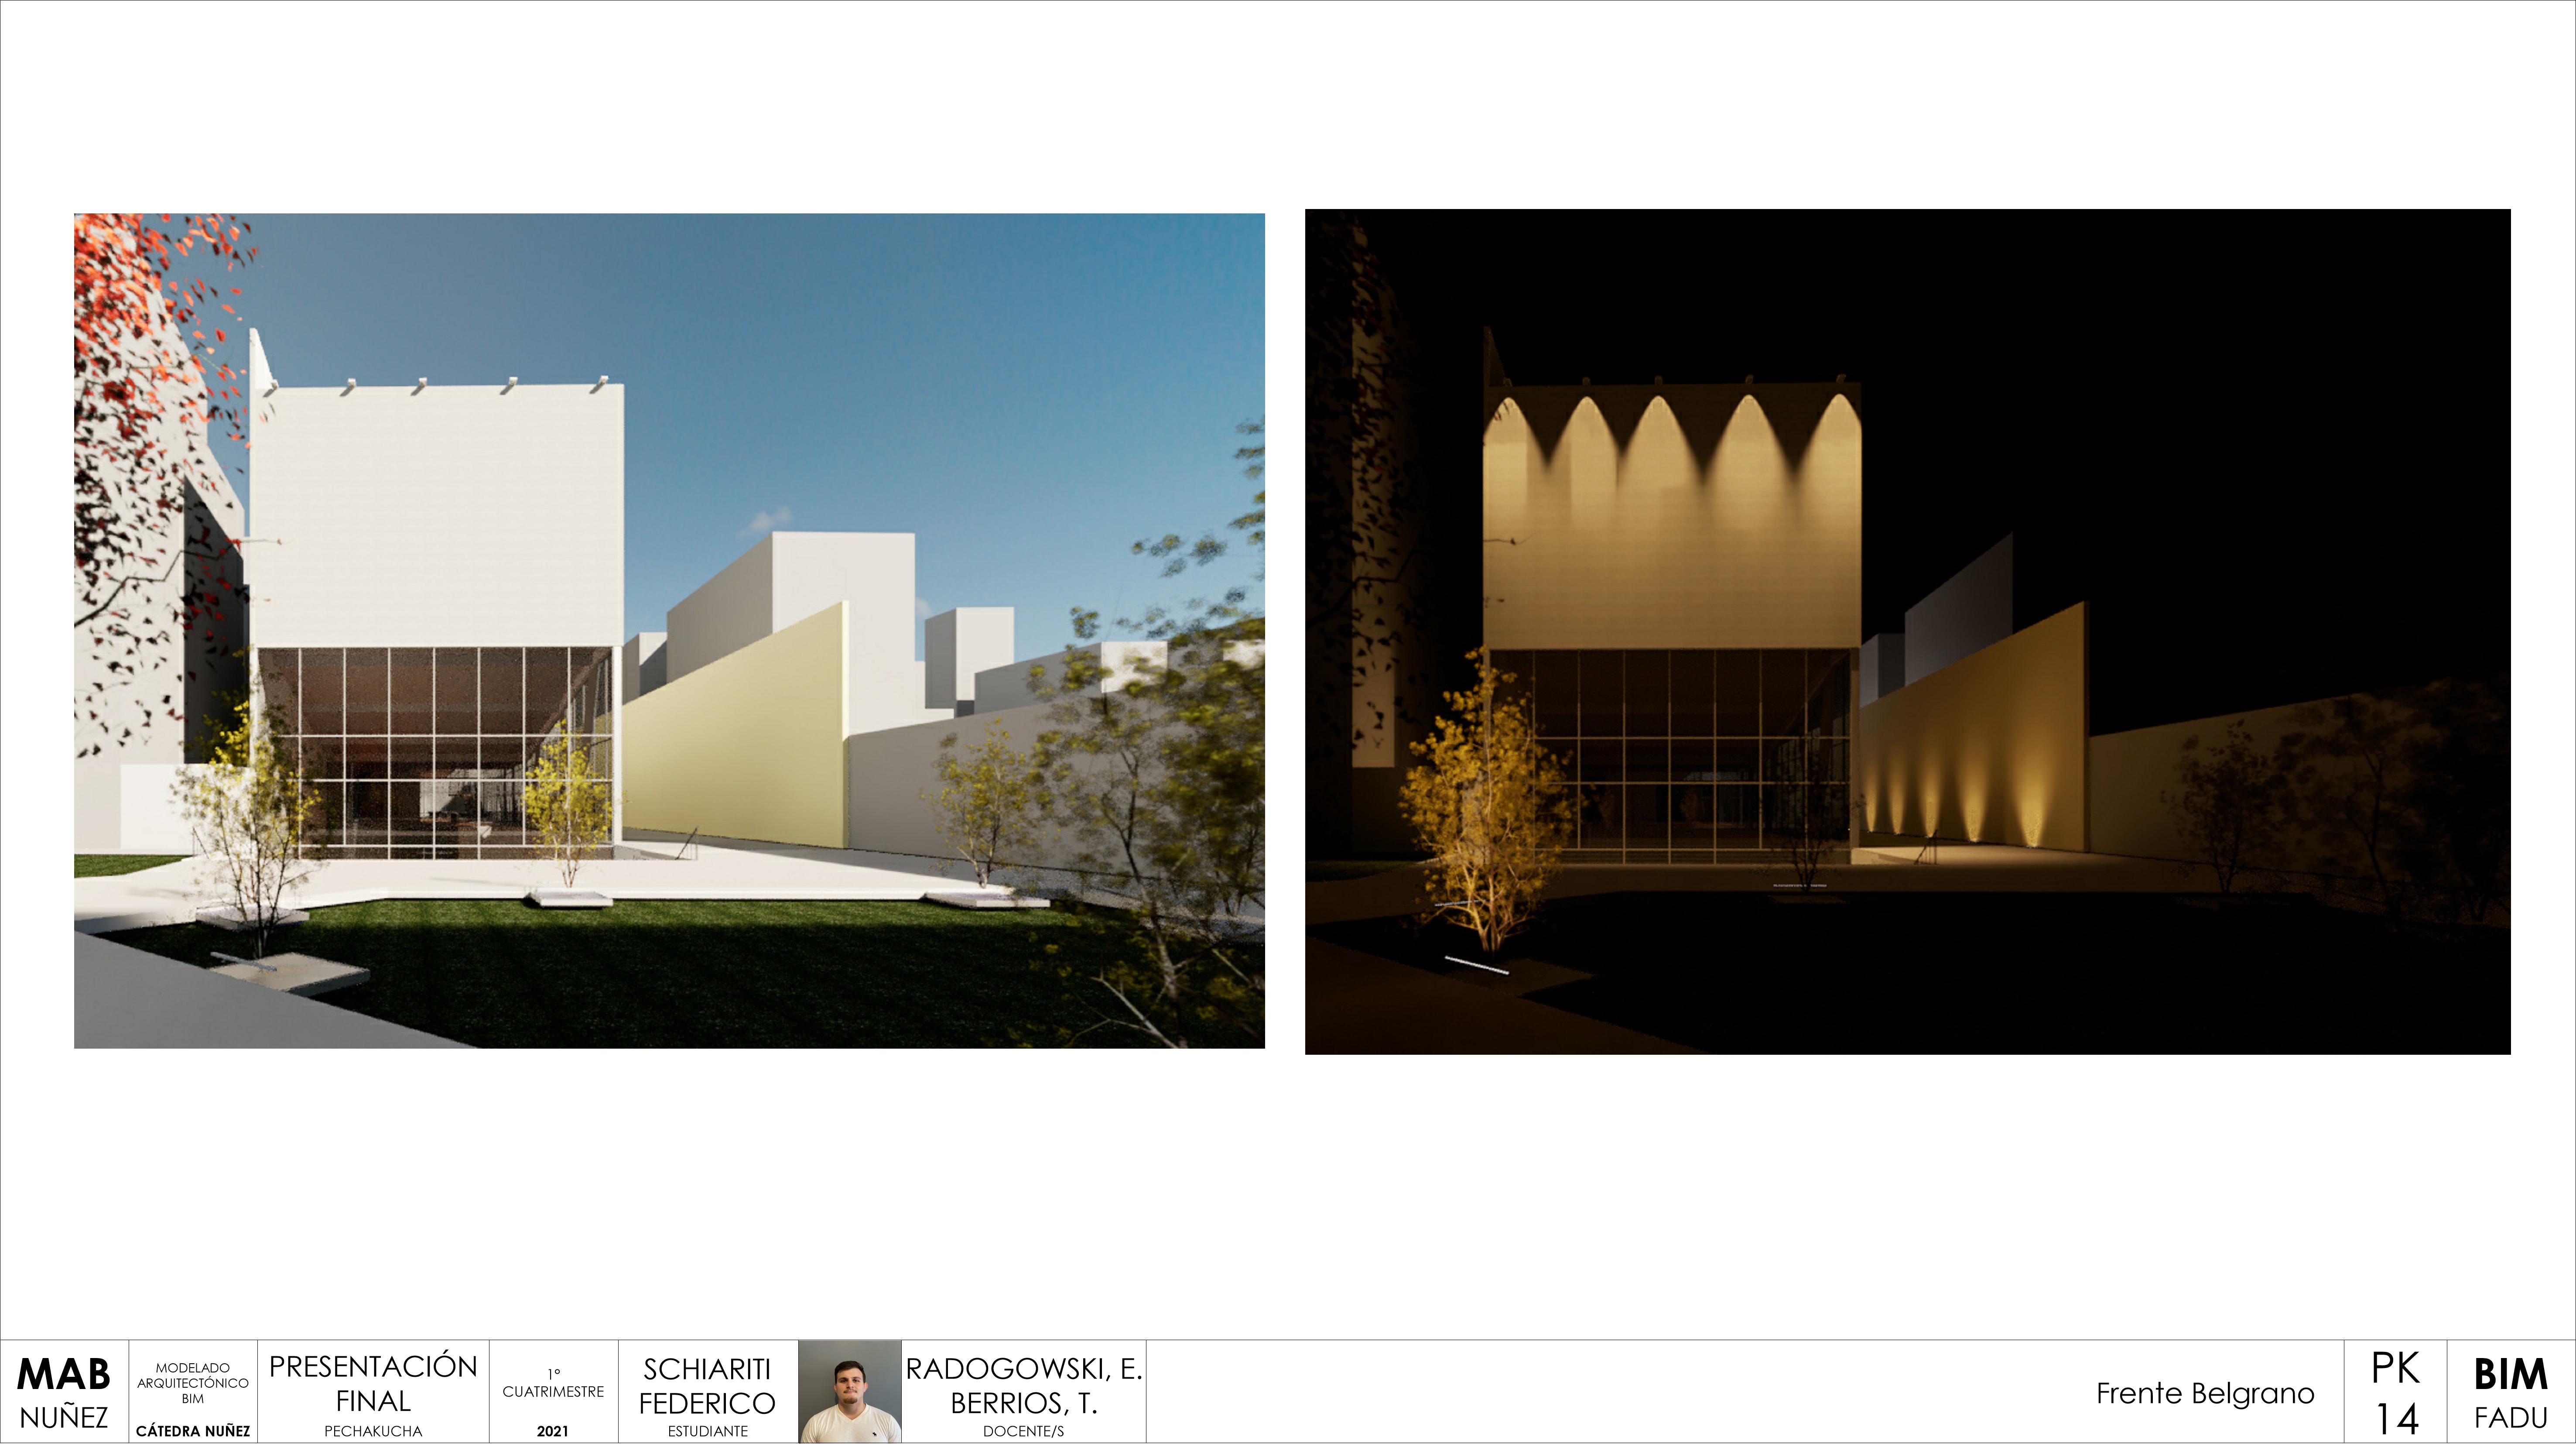 MAB
NUÑEZ
MODELADO
ARQUITECTÓNICO
BIM
CÁTEDRA NUÑEZ
PRESENTACIÓN
FINAL
PECHAKUCHA
1°
CUATRIMESTRE
2021
SCHIARITI
FEDERICO
ESTUDIANTE
RADOGOWSKI, E.
BERRIOS, T.
DOCENTE/S
Frente Belgrano
PK
14
BIM
FADU